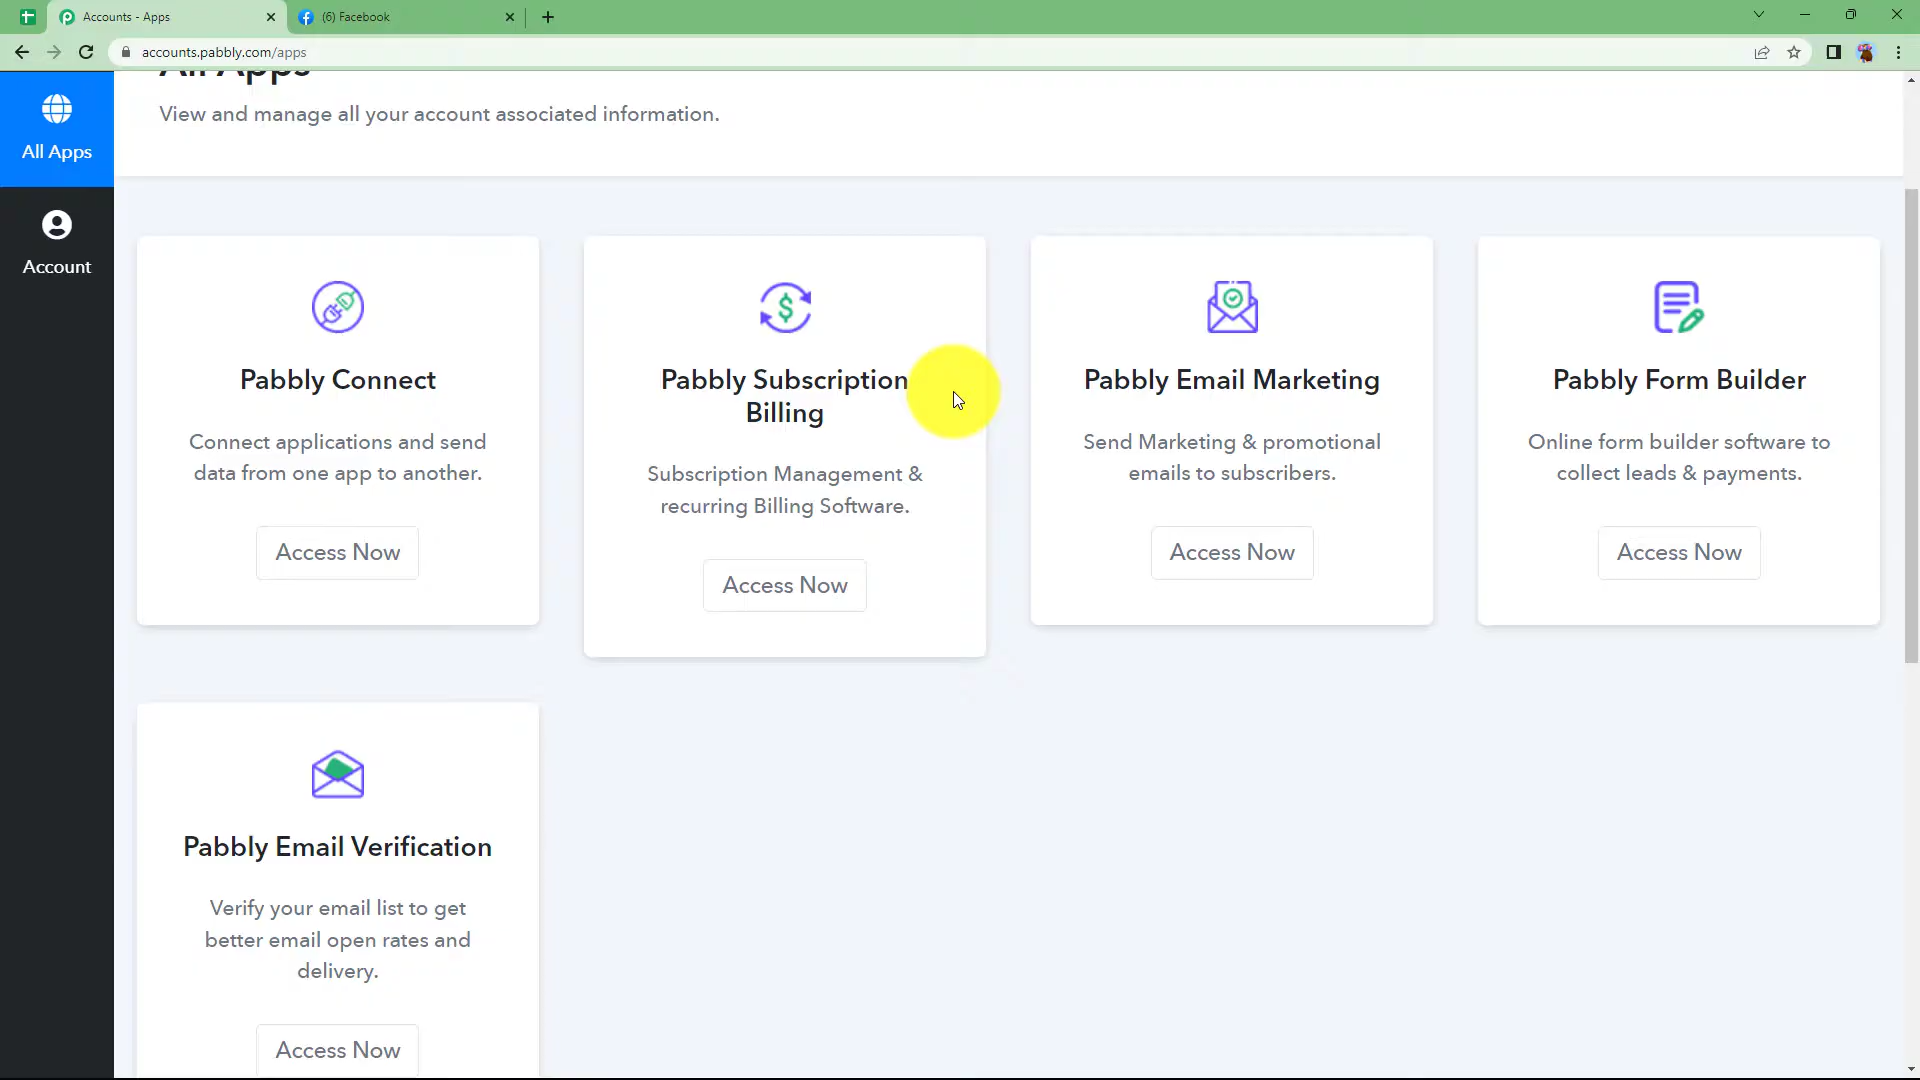 Accounts - Apps
(6) Facebook
accounts.pabbly.com/apps
All Apps
View and manage all your account associated information.
All Apps
Account
Pabbly Connect
Connect applications and send
data from one app to another.
Access Now
Pabbly Subscription
Billing
Subscription Management &
recurring Billing Software.
Access Now
Pabbly Email Marketing
Send Marketing & promotional
emails to subscribers.
Access Now
Pabbly Form Builder
Online form builder software to
collect leads & payments.
Access Now
Pabbly Email Verification
Verify your email list to get
better email open rates and
delivery.
Access Now